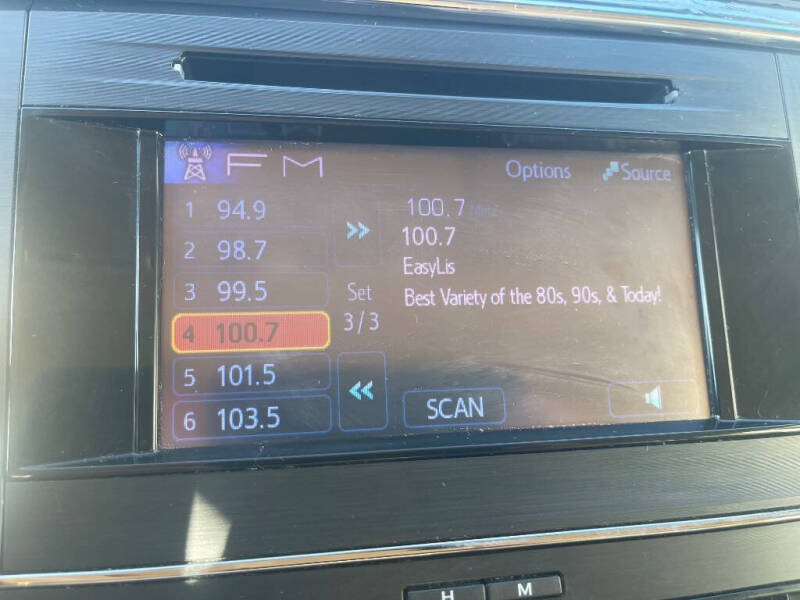 FM
Options
Source
1 94.9
2 98.7
3 99.5
4 100.7
5 101.5
6 103.5
Set
3/3
100.7 MHz
100.7
EasyLis
Best Variety of the 80s, 90s, & Today!
SCAN
H
M